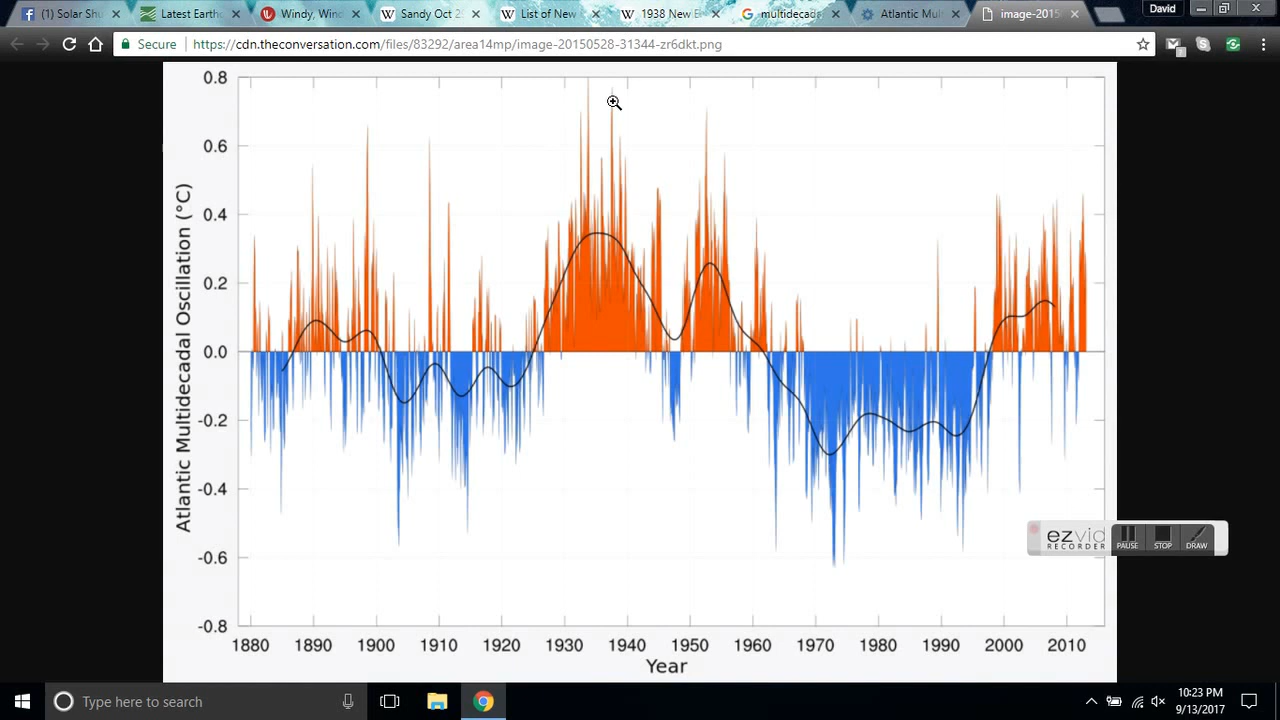 (1) Solar Shu
Latest Earth
Windy, Win
Sandy Oct 2
List of New
1938 New E
multidecada
Atlantic Mul
image-2015
David
Secure
https://cdn.theconversation.com/files/83292/area14mp/image-20150528-31344-zr6dkt.png
0.8
0.6
0.4
0.2
0.0
-0.2
-0.4
-0.6
-0.8
Atlantic Multidecadal Oscillation (°C)
1880 1890 1900 1910 1920 1930 1940 1950 1960 1970 1980 1990 2000 2010
Year
ezvid
RECORDER
PAUSE
STOP
DRAW
Type here to search
10:23 PM
9/13/2017